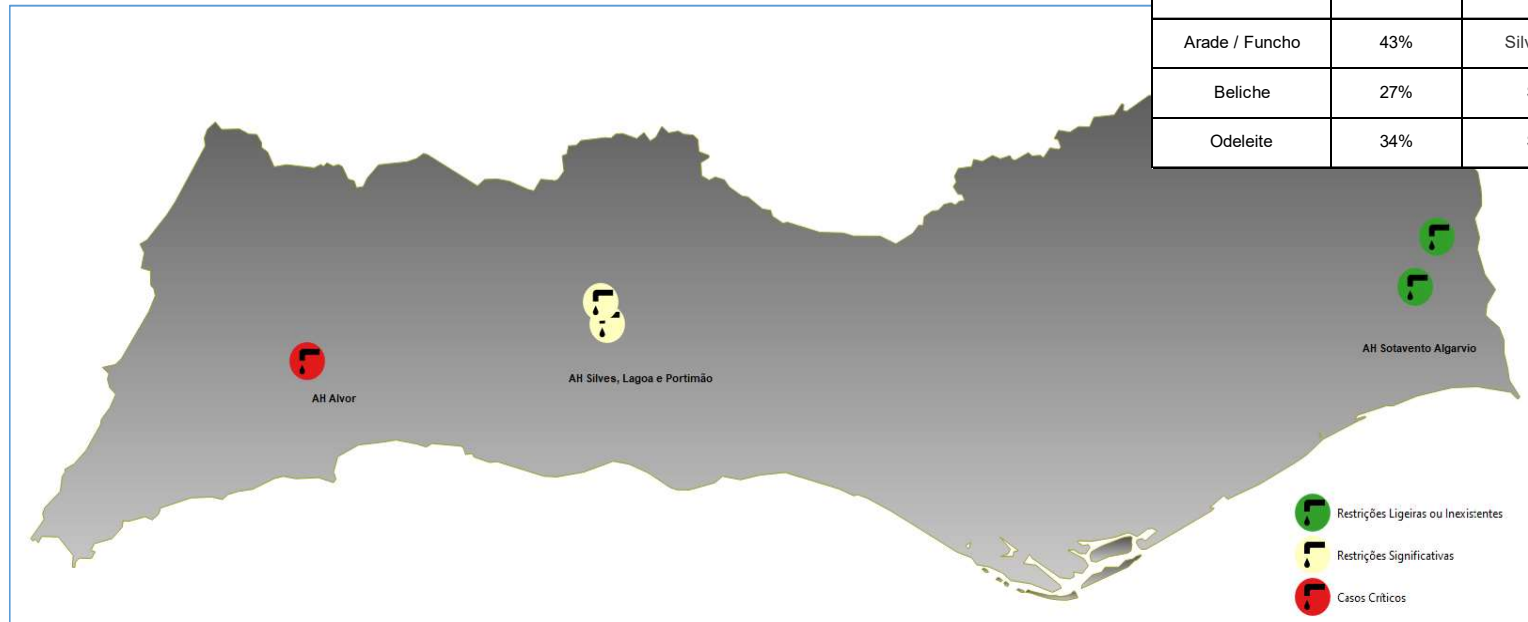 Arade / Funcho 43%
Beliche 27%
Odeleite 34%
AH Sotavento Algarvio
AH Silves, Lagoa e Portimão
AH Alvor
Restrições Ligeiras ou Inexistentes
Restrições Significativas
Casos Críticos